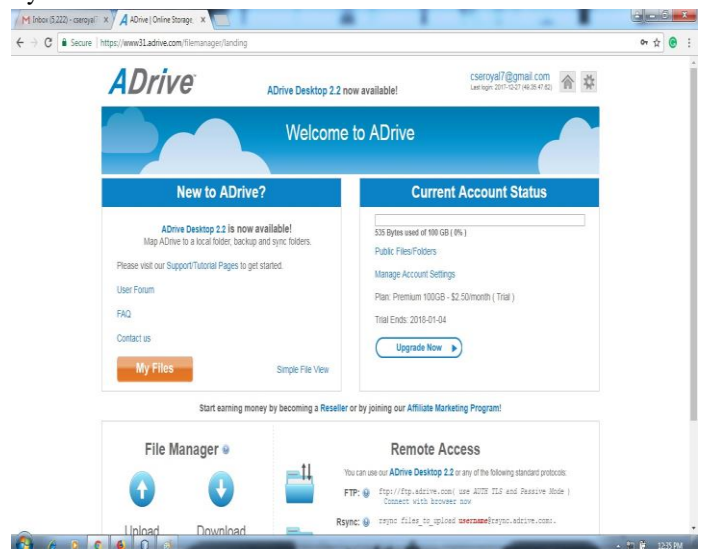 Inbox (5,222) - cseroyal7
ADrive | Online Storage,
Secure
https://www31.adrive.com/filemanager/landing
ADrive
ADrive Desktop 2.2 now available!
cseroyal7@gmail.com
Welcome to ADrive
New to ADrive?
ADrive Desktop 2.2 is now available!
Map ADrive to a local folder, backup and sync folders.
Please visit our Support/Tutorial Pages to get started.
User Forum
FAQ
Contact us
My Files
Simple File View
Current Account Status
535 Bytes used of 100 GB ( 0% )
Public Files/Folders
Manage Account Settings
Plan: Premium 100GB - $2.50/month ( Trial )
Trial Ends: 2018-01-04
Upgrade Now
Start earning money by becoming a Reseller or by joining our Affiliate Marketing Program!
File Manager
Upload
Download
Remote Access
You can use our ADrive Desktop 2.2 or any of the following standard protocols:
FTP:
ftp://ftp.adrive.com( use AUTH TLS and Passive Mode )
Connect with browser now
Rsync:
rsync files_to_upload username@rsync.adrive.com:.
12:35 PM